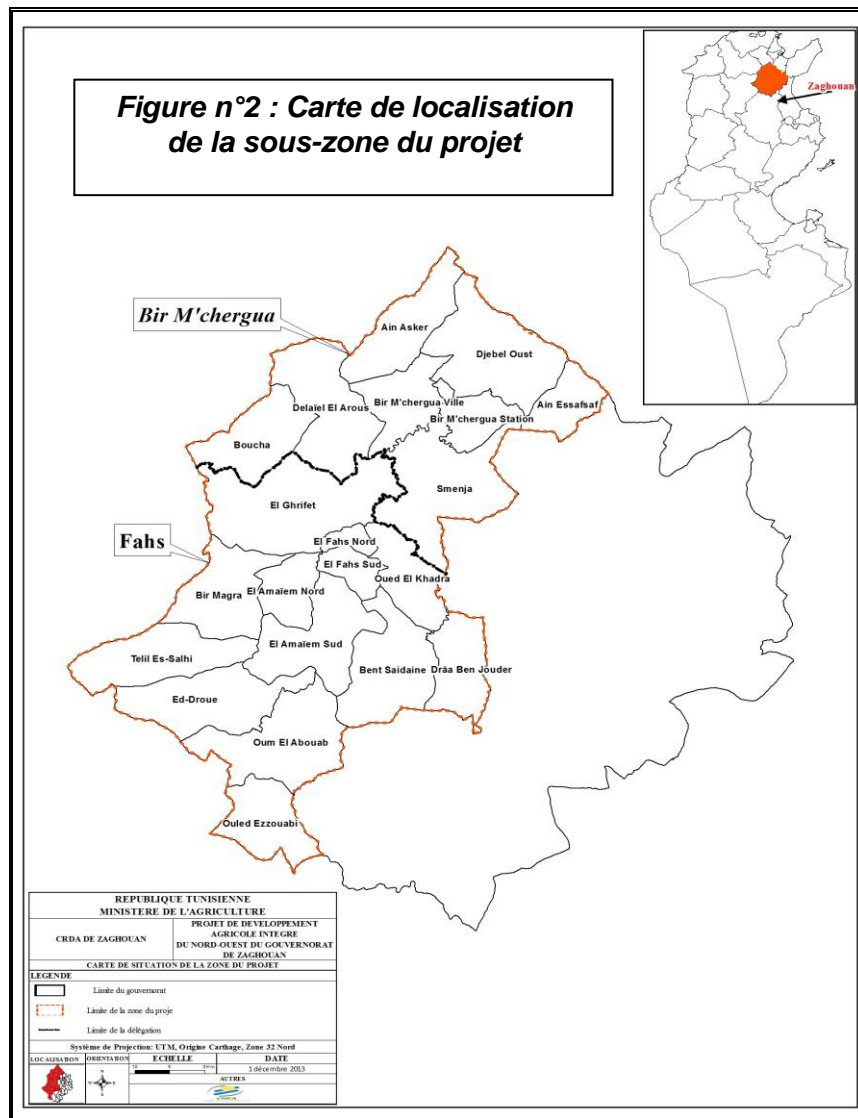 Figure n°2 : Carte de localisation
de la sous-zone du projet
Zaghouan
Bir M'chergua
Ain Asker
Djebel Oust
Delaïel El Arous
Bir M'chergua Ville
Ain Essafsaf
Bir M'chergua Station
Boucha
Smenja
El Ghrifet
Fahs
El Fahs Nord
El Fahs Sud
Oued El Khadra
Bir Magra
El Amaïem Nord
El Amaïem Sud
Telil Es-Salhi
Bent Saidaine
Drâa Ben Jouder
Ed-Droue
Oum El Abouab
Ouled Ezzouabi
REPUBLIQUE TUNISIENNE
MINISTERE DE L'AGRICULTURE
CRDA DE ZAGHOUAN
PROJET DE DEVELOPPEMENT
AGRICOLE INTEGRE
DU NORD-OUEST DU GOUVERNORAT
DE ZAGHOUAN
CARTE DE SITUATION DE LA ZONE DU PROJET
LEGENDE
Limite du gouvernorat
Limite de la zone du proje
Limite de la délégation
Système de Projection: UTM, Origine Carthage, Zone 32 Nord
LOCALISATION
ORIENTATION
ECHELLE
DATE
1 décembre 2013
AUTRES